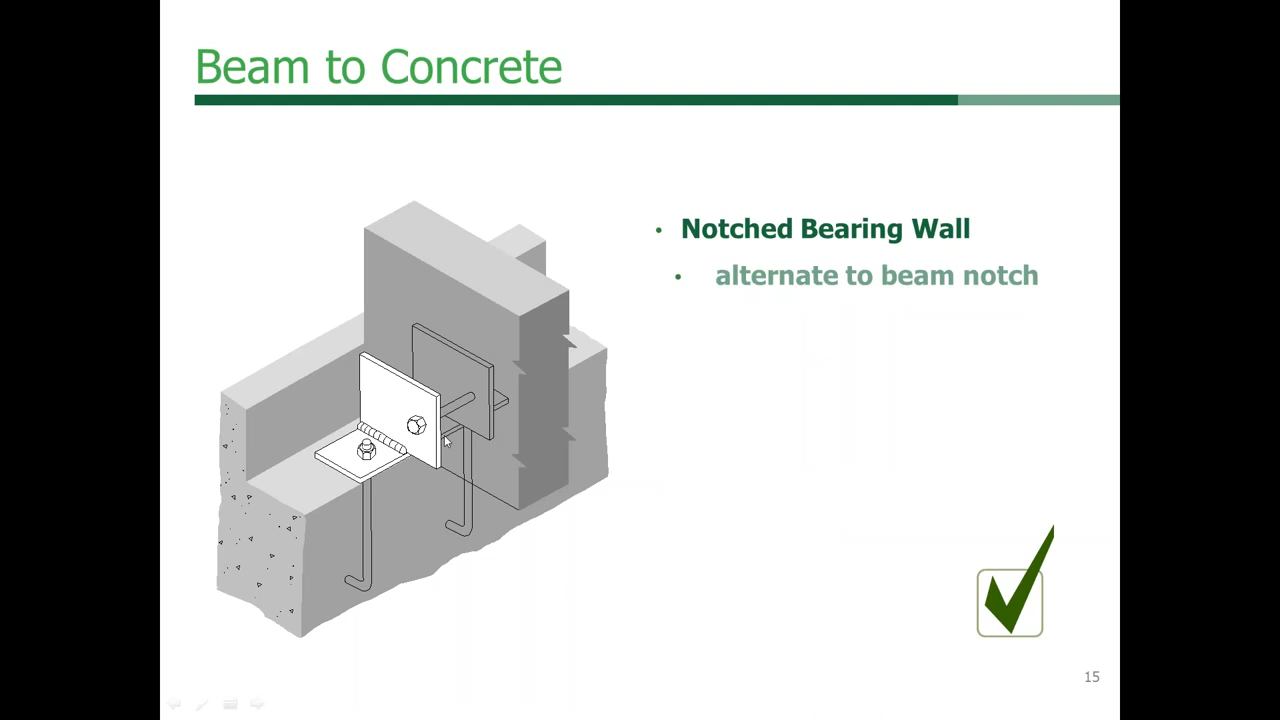 Beam to Concrete
• Notched Bearing Wall
• alternate to beam notch
15